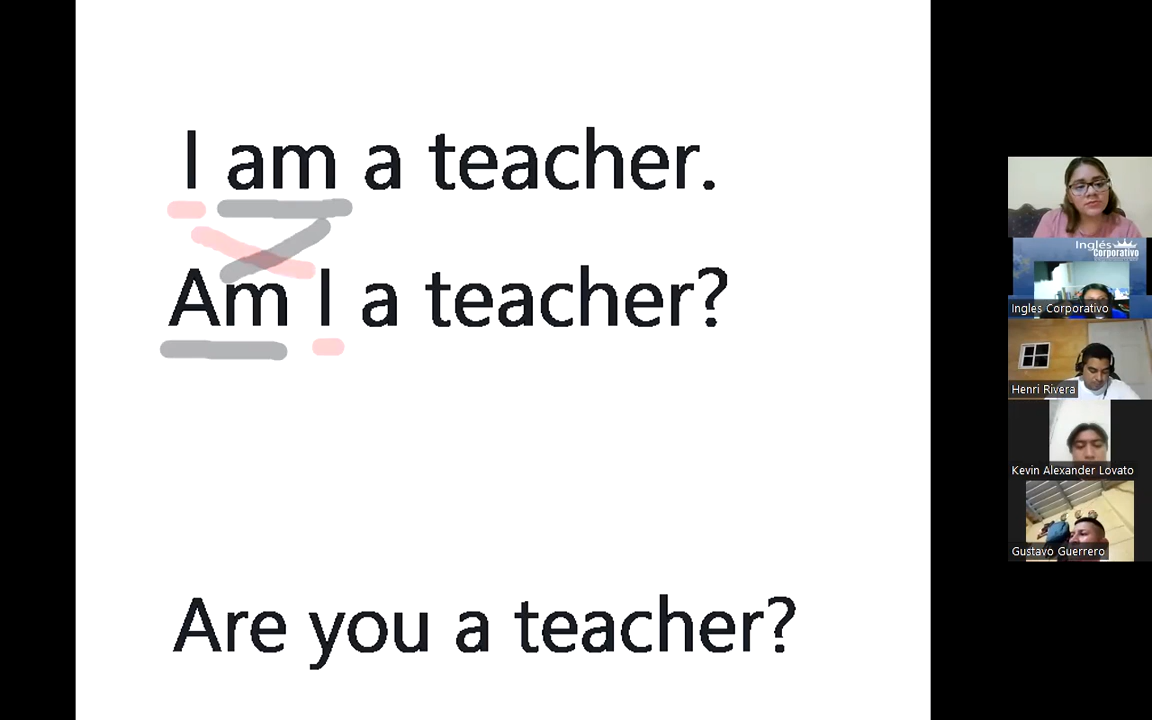 I am a teacher.
Am I a teacher?
Are you a teacher?
Inglés
Corporativo
Ingles Corporativo
Henri Rivera
Kevin Alexander Lovato
Gustavo Guerrero